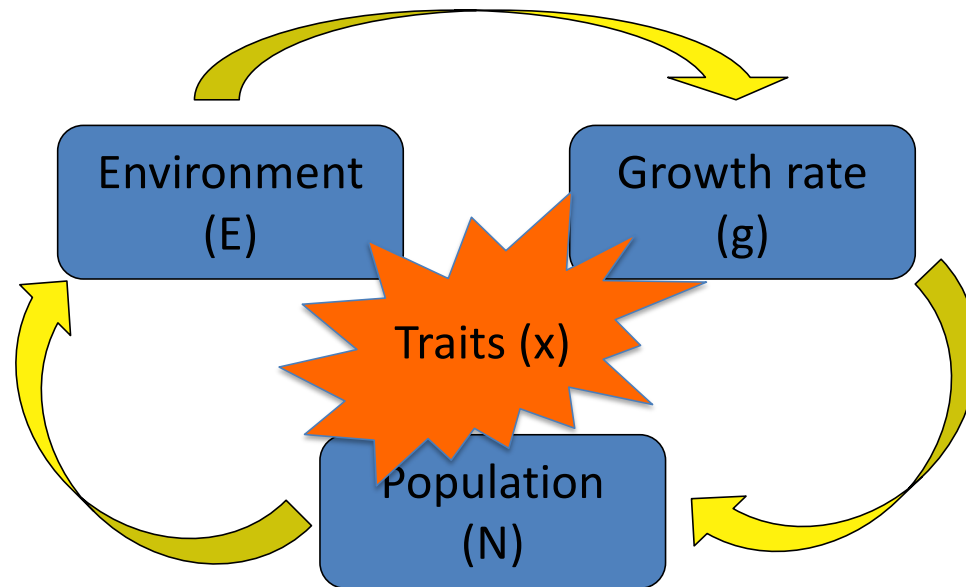 Environment
(E)
Growth rate
(g)
Traits (x)
Population
(N)